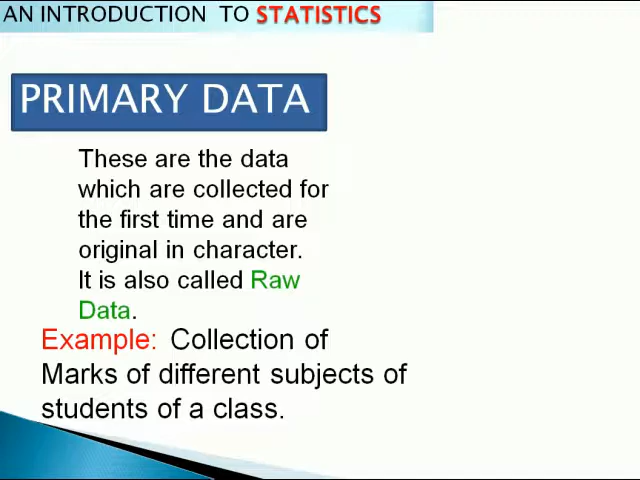 AN INTRODUCTION TO STATISTICS
PRIMARY DATA
These are the data
which are collected for
the first time and are
original in character.
It is also called Raw
Data.
Example: Collection of
Marks of different subjects of
students of a class.